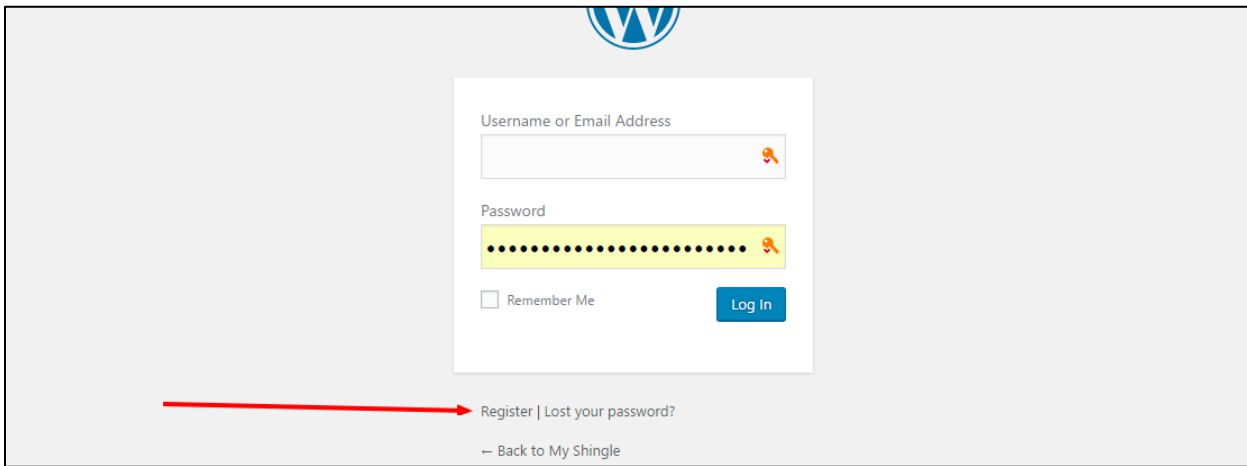 Username or Email Address
Password
Remember Me
Log In
Register | Lost your password?
← Back to My Shingle